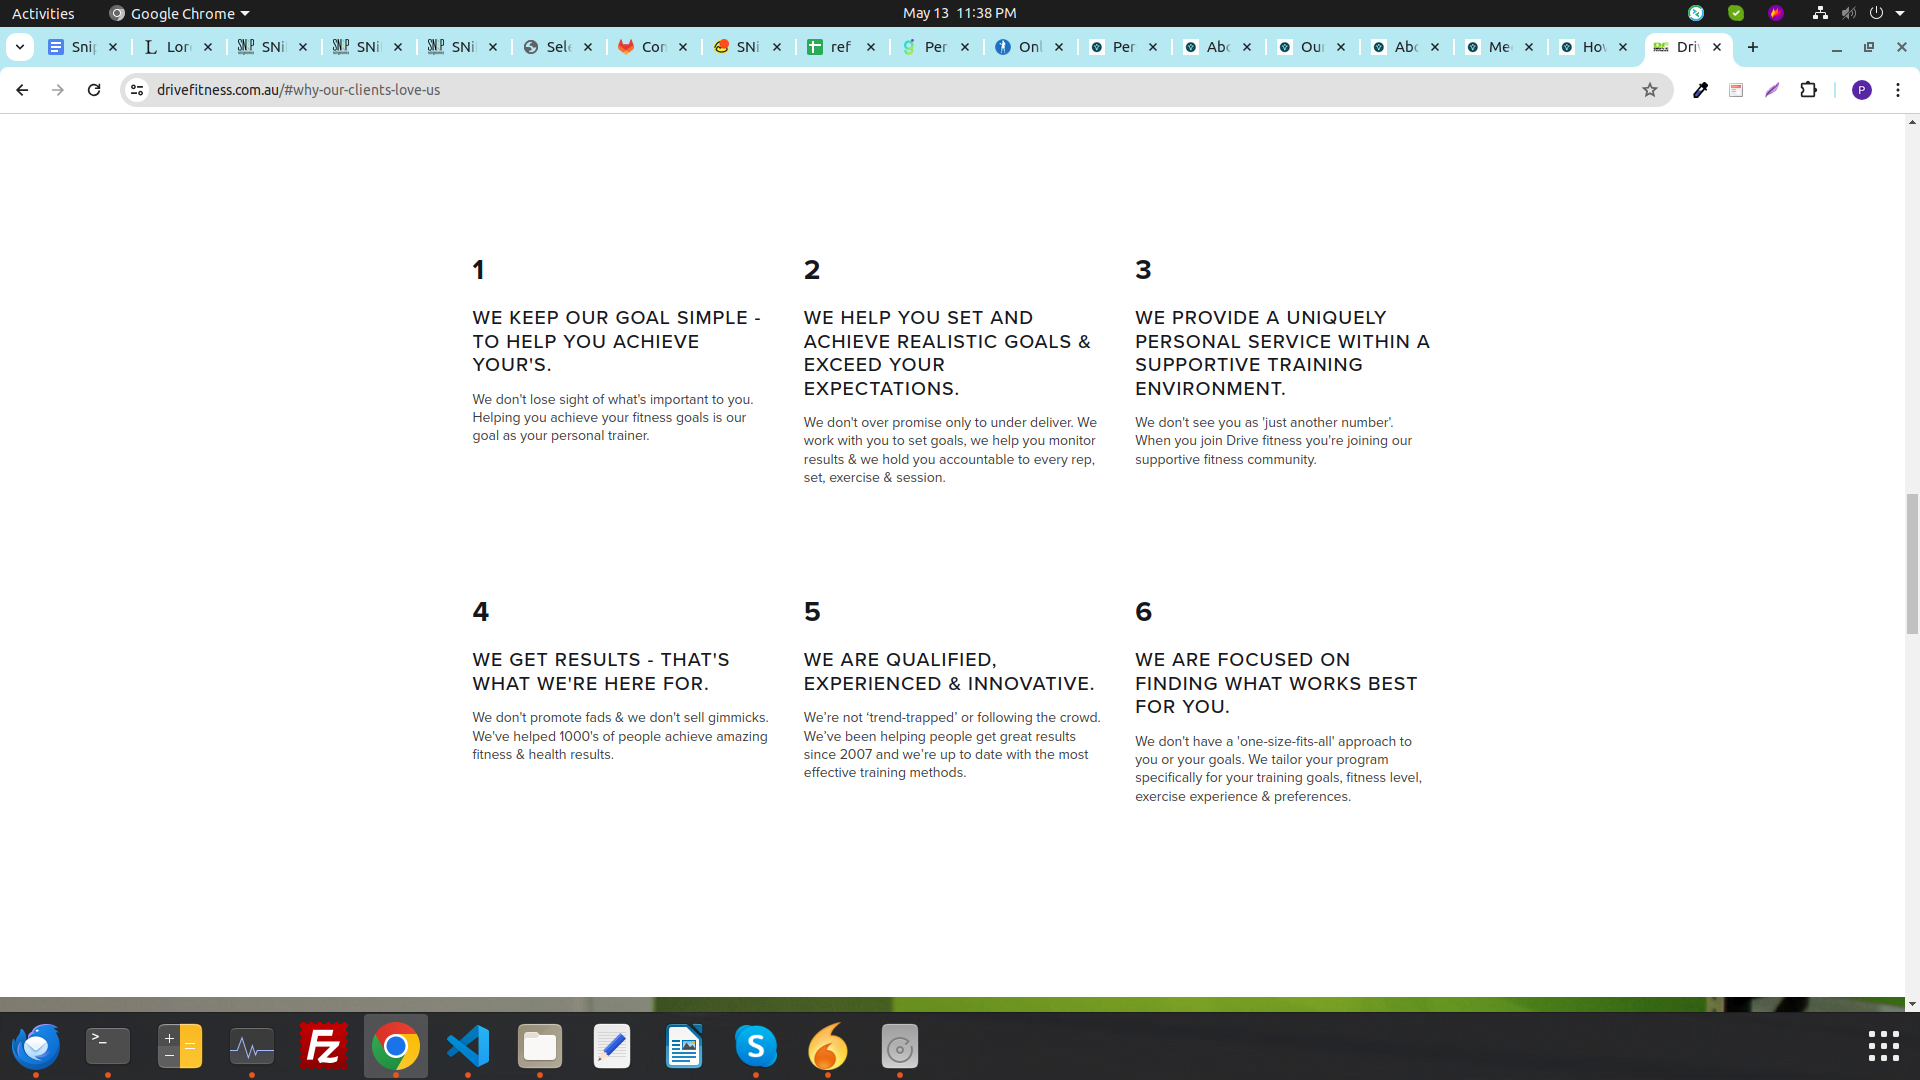 Activities
Google Chrome
May 13 11:38 PM
Snip
Lore
SNi
SNi
SNi
Sele
Con
SNi
ref
Per
Onl
Per
Abo
Our
Abo
Me
Ho
Driv
drivefitness.com.au/#why-our-clients-love-us
P
1
WE KEEP OUR GOAL SIMPLE -
TO HELP YOU ACHIEVE
YOUR'S.
We don't lose sight of what's important to you.
Helping you achieve your fitness goals is our
goal as your personal trainer.
2
WE HELP YOU SET AND
ACHIEVE REALISTIC GOALS &
EXCEED YOUR
EXPECTATIONS.
We don't over promise only to under deliver. We
work with you to set goals, we help you monitor
results & we hold you accountable to every rep,
set, exercise & session.
3
WE PROVIDE A UNIQUELY
PERSONAL SERVICE WITHIN A
SUPPORTIVE TRAINING
ENVIRONMENT.
We don't see you as 'just another number'.
When you join Drive fitness you're joining our
supportive fitness community.
4
WE GET RESULTS - THAT'S
WHAT WE'RE HERE FOR.
We don't promote fads & we don't sell gimmicks.
We've helped 1000's of people achieve amazing
fitness & health results.
5
WE ARE QUALIFIED,
EXPERIENCED & INNOVATIVE.
We’re not ‘trend-trapped’ or following the crowd.
We’ve been helping people get great results
since 2007 and we’re up to date with the most
effective training methods.
6
WE ARE FOCUSED ON
FINDING WHAT WORKS BEST
FOR YOU.
We don't have a 'one-size-fits-all' approach to
you or your goals. We tailor your program
specifically for your training goals, fitness level,
exercise experience & preferences.